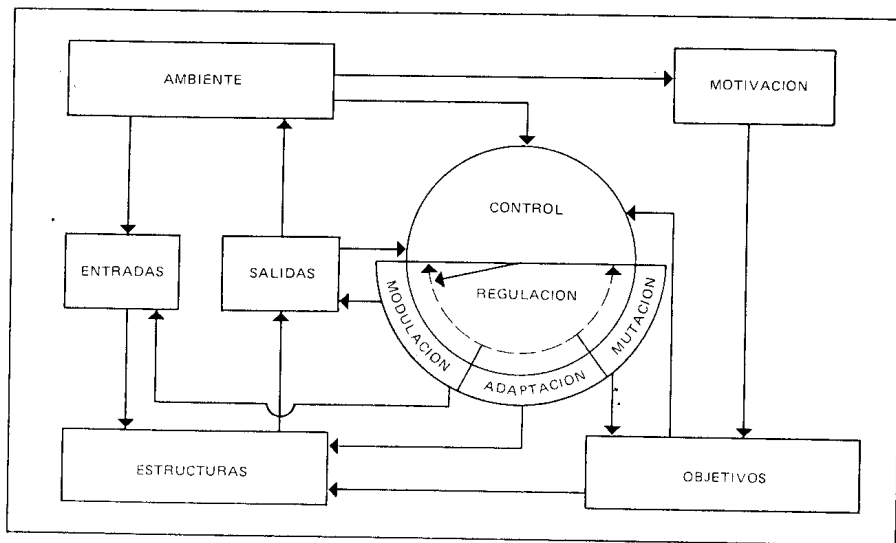 AMBIENTE
MOTIVACION
CONTROL
ENTRADAS
SALIDAS
REGULACION
MODULACION
ADAPTACION
MUTACION
ESTRUCTURAS
OBJETIVOS